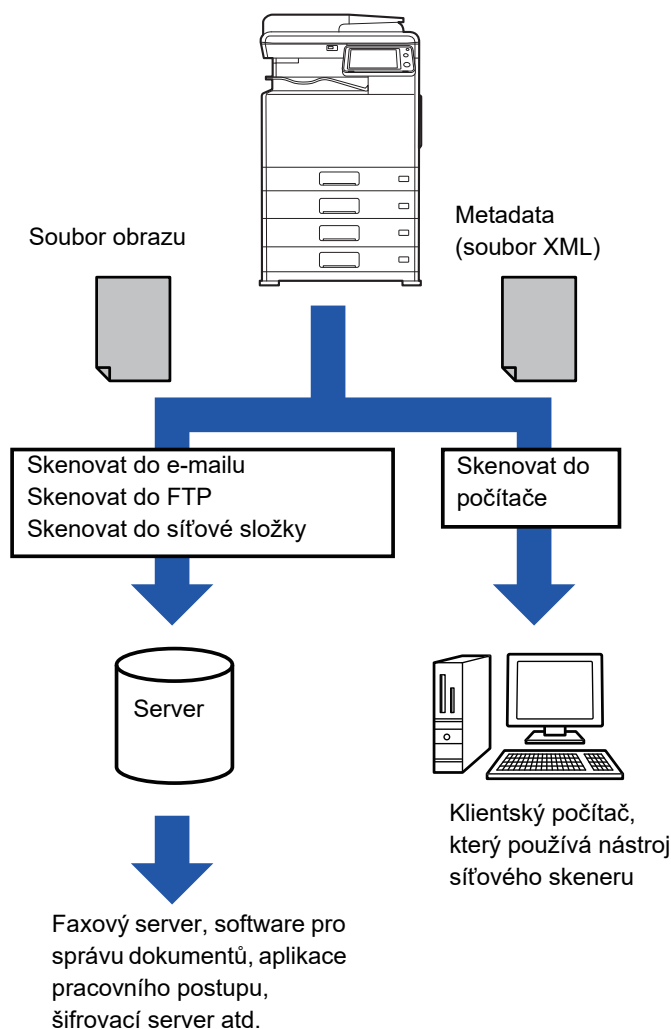 Soubor obrazu
Metadata
(soubor XML)
Skenovat do e-mailu
Skenovat do FTP
Skenovat do síťové složky
Skenovat do
počítače
Server
Klientský počítač,
který používá nástroj
síťového skeneru
Faxový server, software pro
správu dokumentů, aplikace
pracovního postupu,
šifrovací server atd.